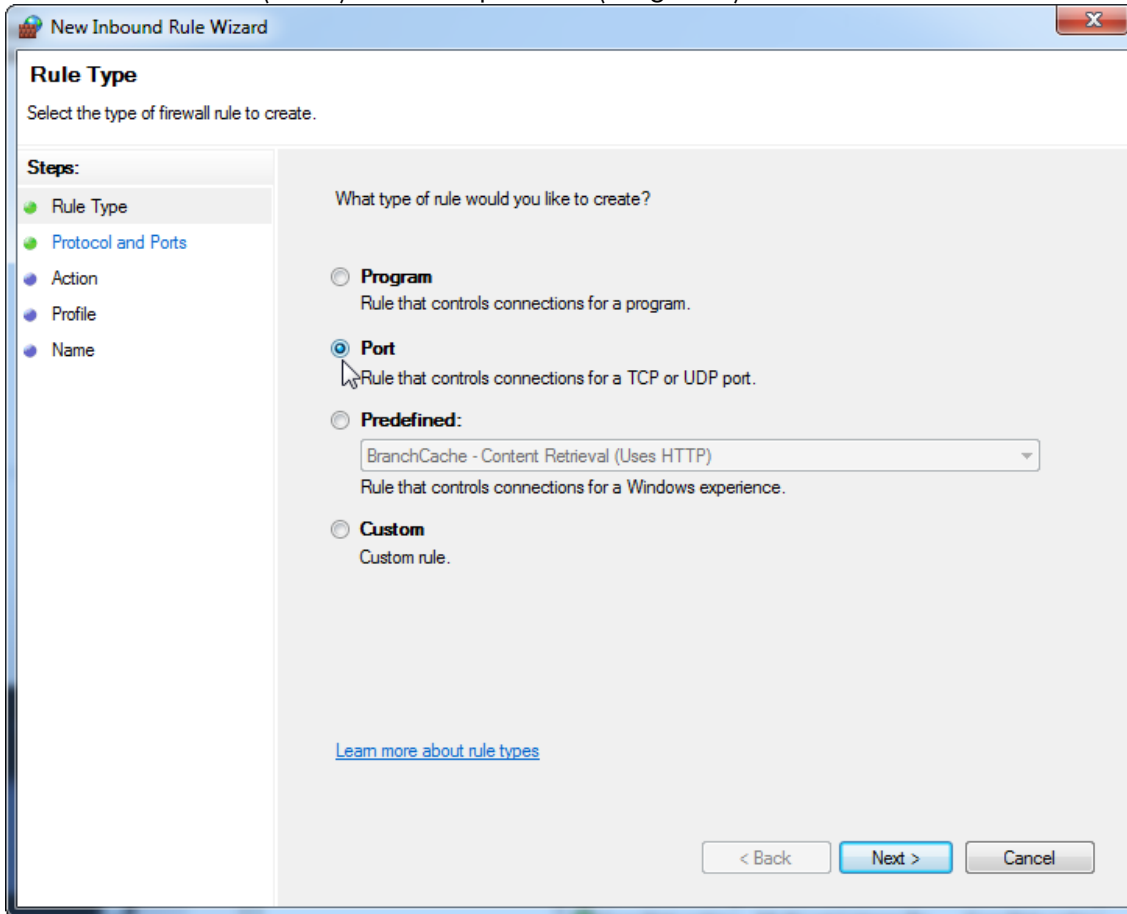 New Inbound Rule Wizard
Rule Type
Select the type of firewall rule to create.
Steps:
Rule Type
Protocol and Ports
Action
Profile
Name
What type of rule would you like to create?
Program
Rule that controls connections for a program.
Port
Rule that controls connections for a TCP or UDP port.
Predefined:
BranchCache - Content Retrieval (Uses HTTP)
Rule that controls connections for a Windows experience.
Custom
Custom rule.
Learn more about rule types
< Back
Next >
Cancel